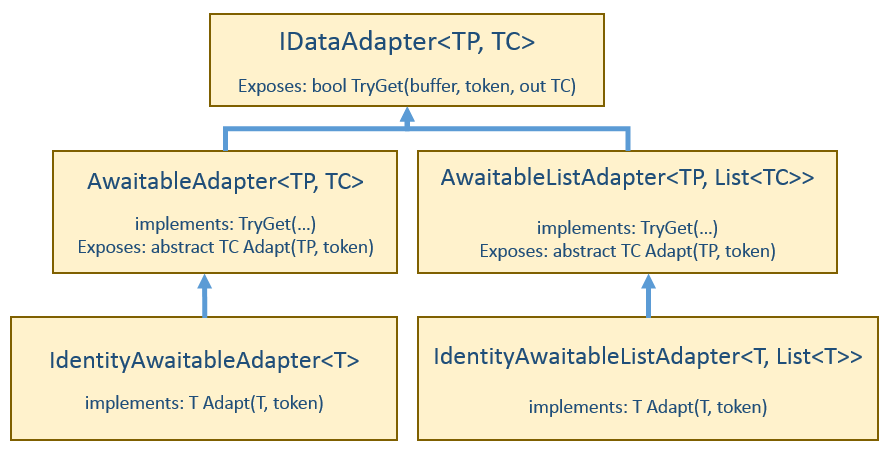 IDataAdapter<TP, TC>
Exposes: bool TryGet(buffer, token, out TC)
AwaitableAdapter<TP, TC>
implements: TryGet(…)
Exposes: abstract TC Adapt(TP, token)
AwaitableListAdapter<TP, List<TC>>
implements: TryGet(…)
Exposes: abstract TC Adapt(TP, token)
IdentityAwaitableAdapter<T>
implements: T Adapt(T, token)
IdentityAwaitableListAdapter<T, List<T>>
implements: T Adapt(T, token)